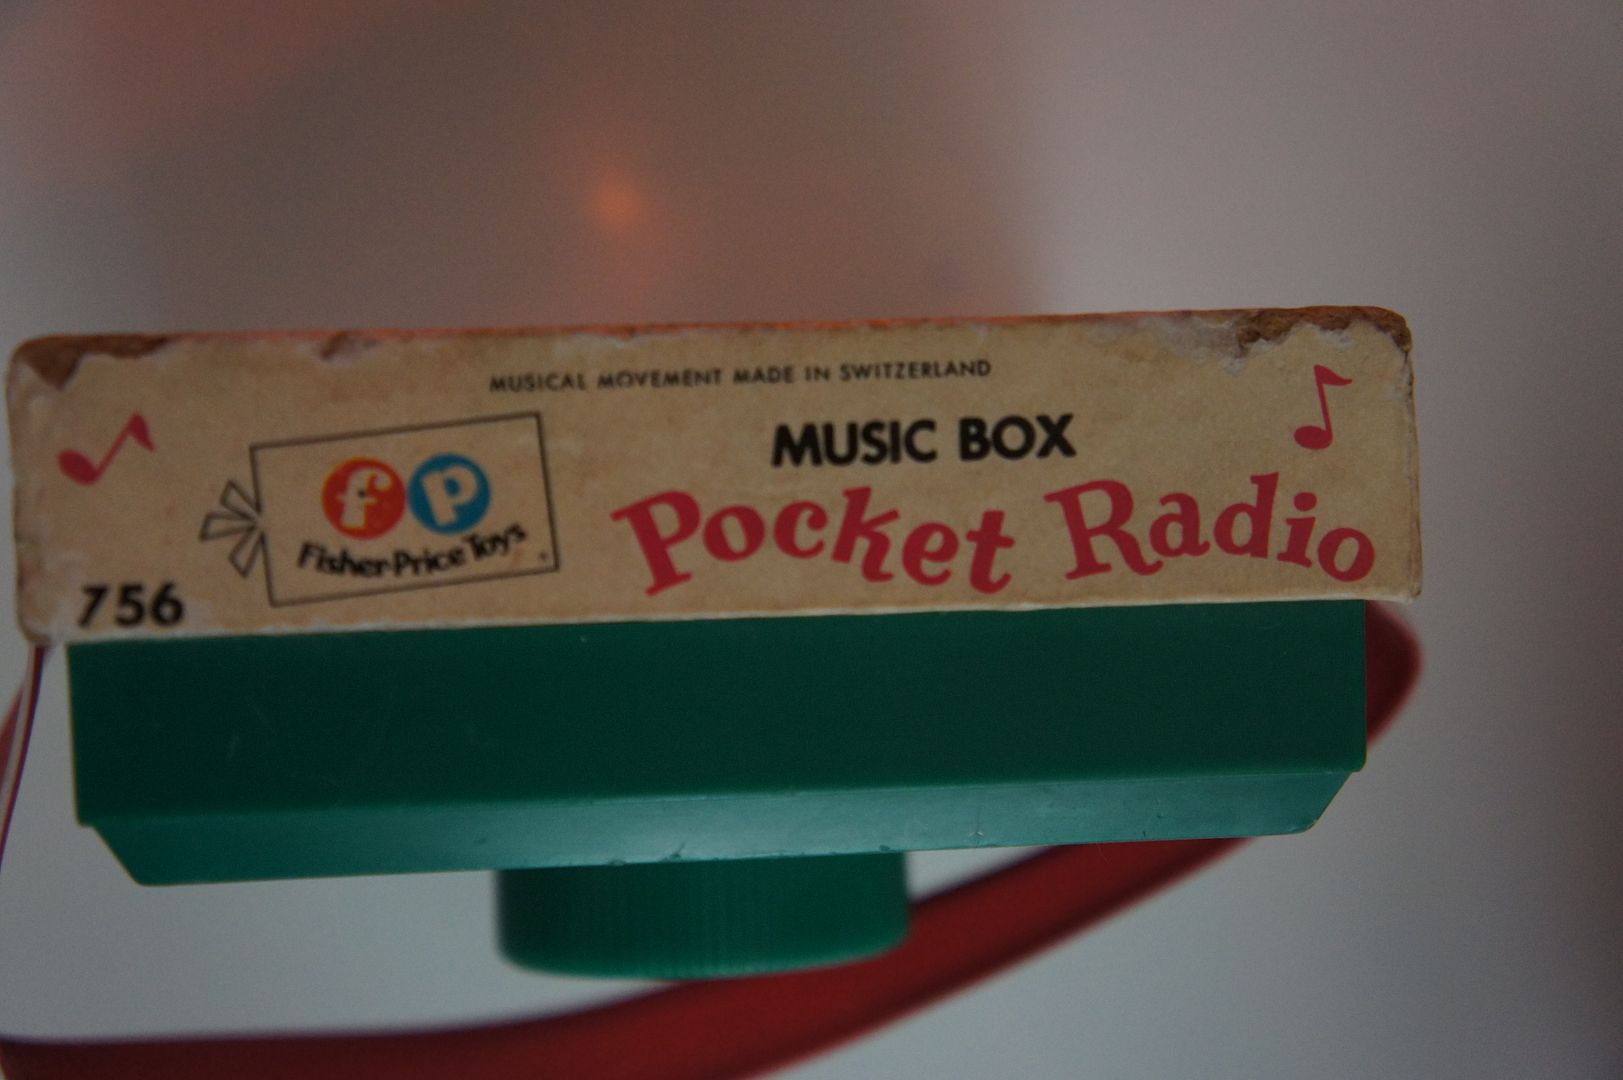 MUSICAL MOVEMENT MADE IN SWITZERLAND
MUSIC BOX
Pocket Radio
fp
Fisher-Price Toys
756